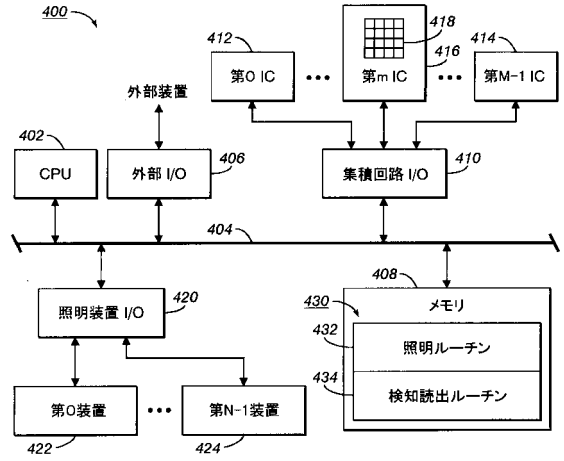 400
412
418
416
414
第0 IC
第m IC
第M-1 IC
外部装置
402
CPU
外部 I/O
406
集積回路 I/O
410
404
照明装置 I/O
420
408
メモリ
430
432
照明ルーチン
434
検知読出ルーチン
第0装置
第N-1装置
422
424